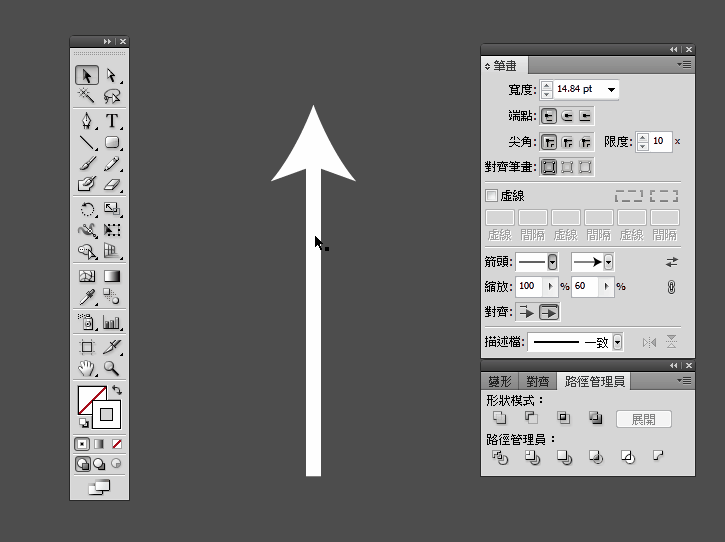 T
筆畫
寬度: 14.84 pt
端點:
尖角: 限度: 10 x
對齊筆畫:
虛線
虛線 間隔 虛線 間隔 虛線 間隔
箭頭:
縮放: 100 % 60 %
對齊:
描述檔: 一致
變形 對齊 路徑管理員
形狀模式：
展開
路徑管理員：